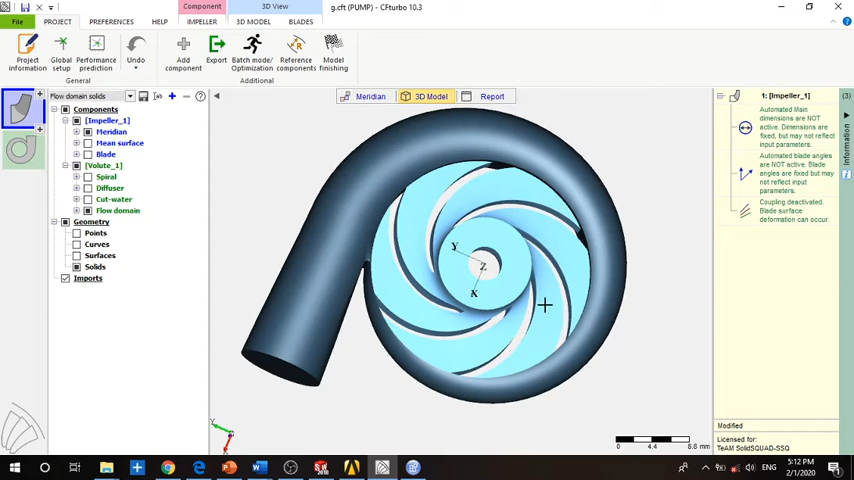 Component
3D View
g.cft (PUMP) - CFturbo 10.3
File
PROJECT
PREFERENCES
HELP
IMPELLER
3D MODEL
BLADES
Project information
Global setup
Performance prediction
Undo
Add component
Export
Batch mode/ Optimization
Reference components
Model finishing
General
Additional
Flow domain solids
Meridian
3D Model
Report
Components
[Impeller_1]
Meridian
Mean surface
Blade
[Volute_1]
Spiral
Diffuser
Cut-water
Flow domain
Geometry
Points
Curves
Surfaces
Solids
Imports
Y
Z
X
Y
4.4
8.8 mm
1: [Impeller_1]
(3)
Automated Main
dimensions are NOT
active. Dimensions are
fixed, but may not reflect
input parameters.
Automated blade angles
are NOT active. Blade
angles are fixed but may
not reflect input
parameters.
Coupling deactivated.
Blade surface
deformation can occur.
Information
Modified
Licensed for:
TeAM SolidSQUAD-SSQ
ENG
5:12 PM
2/1/2020